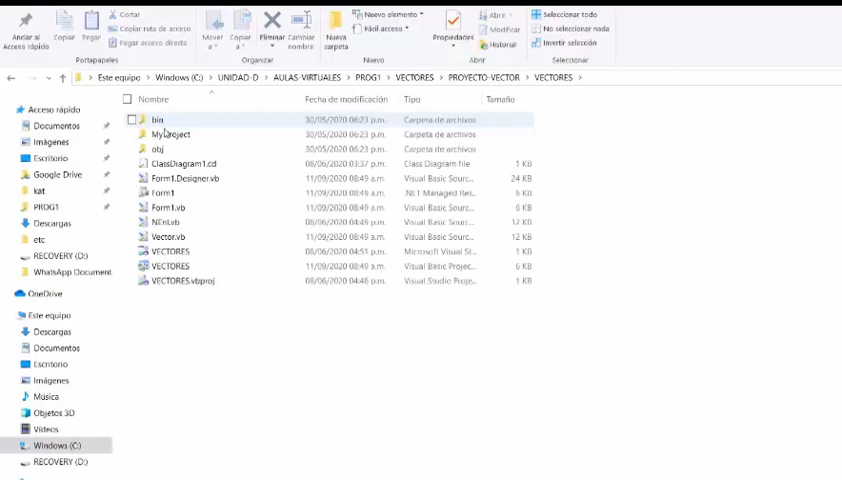 Anclar al Acceso rápido
Copiar
Pegar
Cortar
Copiar ruta de acceso
Pegar acceso directo
Portapapeles
Mover a
Copiar a
Eliminar
Cambiar nombre
Organizar
Nueva carpeta
Nuevo elemento
Fácil acceso
Nuevo
Propiedades
Abrir
Modificar
Historial
Abrir
Seleccionar todo
No seleccionar nada
Invertir selección
Seleccionar
Este equipo > Windows (C:) > UNIDAD-D > AULAS-VIRTUALES > PROG1 > VECTORES > PROYECTO-VECTOR > VECTORES >
Nombre Fecha de modificación Tipo Tamaño
bin 30/05/2020 06:23 p.m. Carpeta de archivos
My Project 30/05/2020 06:23 p.m. Carpeta de archivos
obj 30/05/2020 06:23 p.m. Carpeta de archivos
ClassDiagram1.cd 08/06/2020 03:37 p.m. Class Diagram file 1 KB
Form1.Designer.vb 11/09/2020 08:49 a.m. Visual Basic Sourc... 24 KB
Form1 11/09/2020 08:49 a.m. .NET Managed Res... 6 KB
Form1.vb 11/09/2020 08:49 a.m. Visual Basic Sourc... 6 KB
NEnt.vb 08/06/2020 04:49 p.m. Visual Basic Sourc... 12 KB
Vector.vb 11/09/2020 08:49 a.m. Visual Basic Sourc... 12 KB
VECTORES 08/06/2020 04:51 p.m. Microsoft Visual St... 1 KB
VECTORES 11/09/2020 08:49 a.m. Visual Basic Projec... 6 KB
VECTORES.vbproj 08/06/2020 04:46 p.m. Visual Studio Proje... 1 KB
Acceso rápido
Documentos
Imágenes
Escritorio
Google Drive
kat
PROG1
Descargas
etc
RECOVERY (D:)
WhatsApp Document
OneDrive
Este equipo
Descargas
Documentos
Escritorio
Imágenes
Música
Objetos 3D
Vídeos
Windows (C:)
RECOVERY (D:)